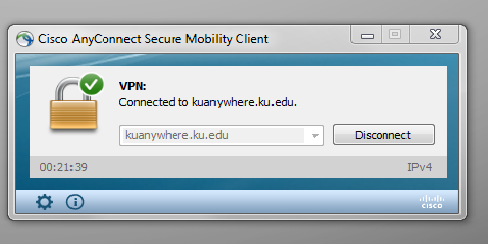 Cisco AnyConnect Secure Mobility Client
VPN:
Connected to kuanywhere.ku.edu.
kuanywhere.ku.edu
Disconnect
00:21:39
IPv4
CISCO